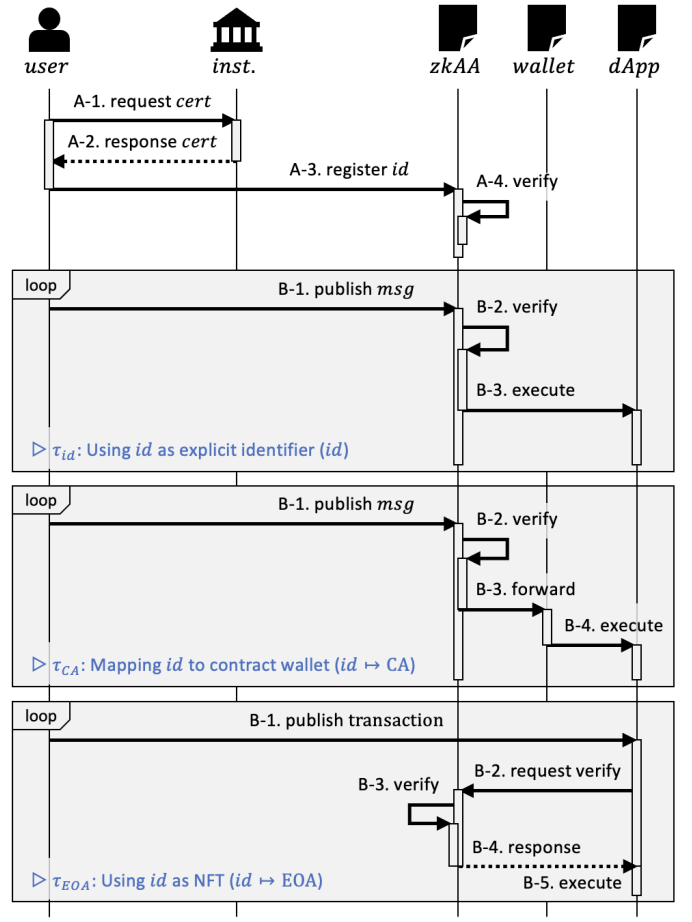 user inst. zkAA wallet dApp
A-1. request cert
A-2. response cert
A-3. register id
A-4. verify
loop
B-1. publish msg
B-2. verify
B-3. execute
▷ τ_id: Using id as explicit identifier (id)
loop
B-1. publish msg
B-2. verify
B-3. forward
B-4. execute
▷ τ_CA: Mapping id to contract wallet (id ↦ CA)
loop
B-1. publish transaction
B-2. request verify
B-3. verify
B-4. response
▷ τ_EOA: Using id as NFT (id ↦ EOA)
B-5. execute